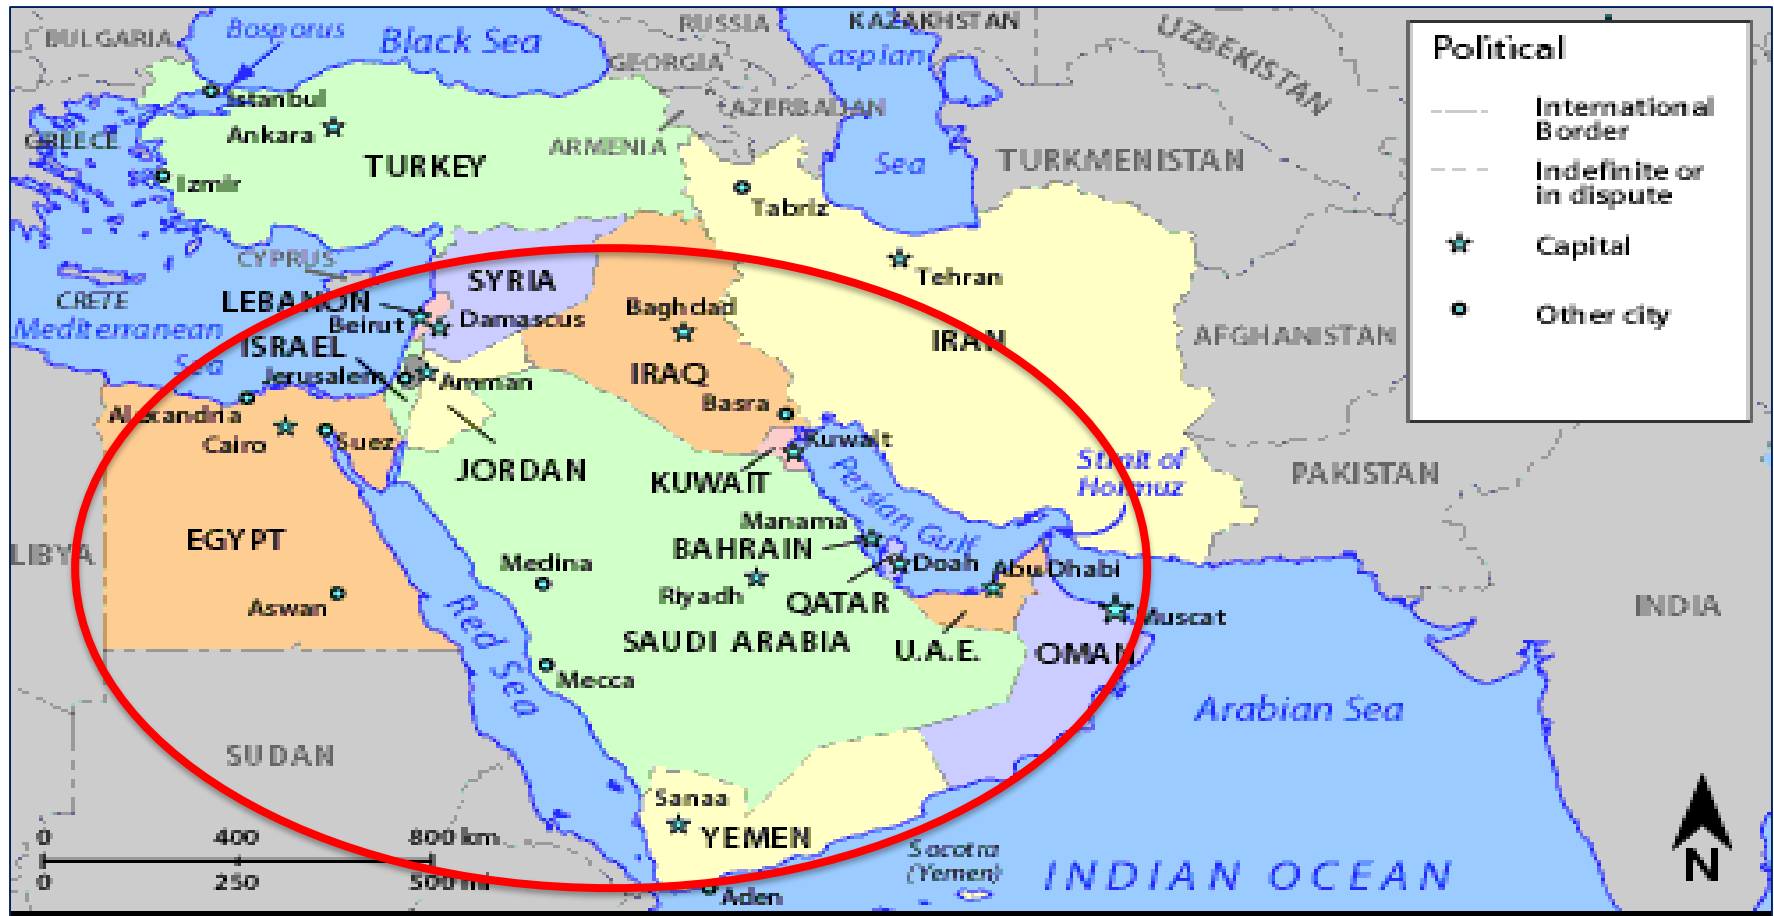 BULGARIA
Bosporus
Black Sea
RUSSIA
GEORGIA
KAZAKHSTAN
Caspian
Sea
UZBEKISTAN
Istanbul
Ankara
GREECE
TURKEY
ARMENIA
AZERBAIJAN
TURKMENISTAN
Izmir
Tabriz
CYPRUS
CRETE
Mediterranean
Sea
SYRIA
Tehran
LEBANON
Beirut
Damascus
Baghdad
IRAN
AFGHANISTAN
ISRAEL
Jerusalem
Amman
IRAQ
Basra
Alexandria
Cairo
Suez
Kuwait
JORDAN
KUWAIT
Strait of
Hormuz
PAKISTAN
Persian Gulf
LIBYA
EGYPT
Manama
BAHRAIN
Medina
Doah
Abu Dhabi
Aswan
Riyadh
QATAR
Muscat
INDIA
Red Sea
SAUDI ARABIA
U.A.E.
OMAN
Mecca
Arabian Sea
SUDAN
Sanaa
YEMEN
Aden
Socotra
(Yemen)
INDIAN OCEAN
0 400 800 km
0 250 500 mi
Political
International
Border
Indefinite or
in dispute
Capital
Other city
N